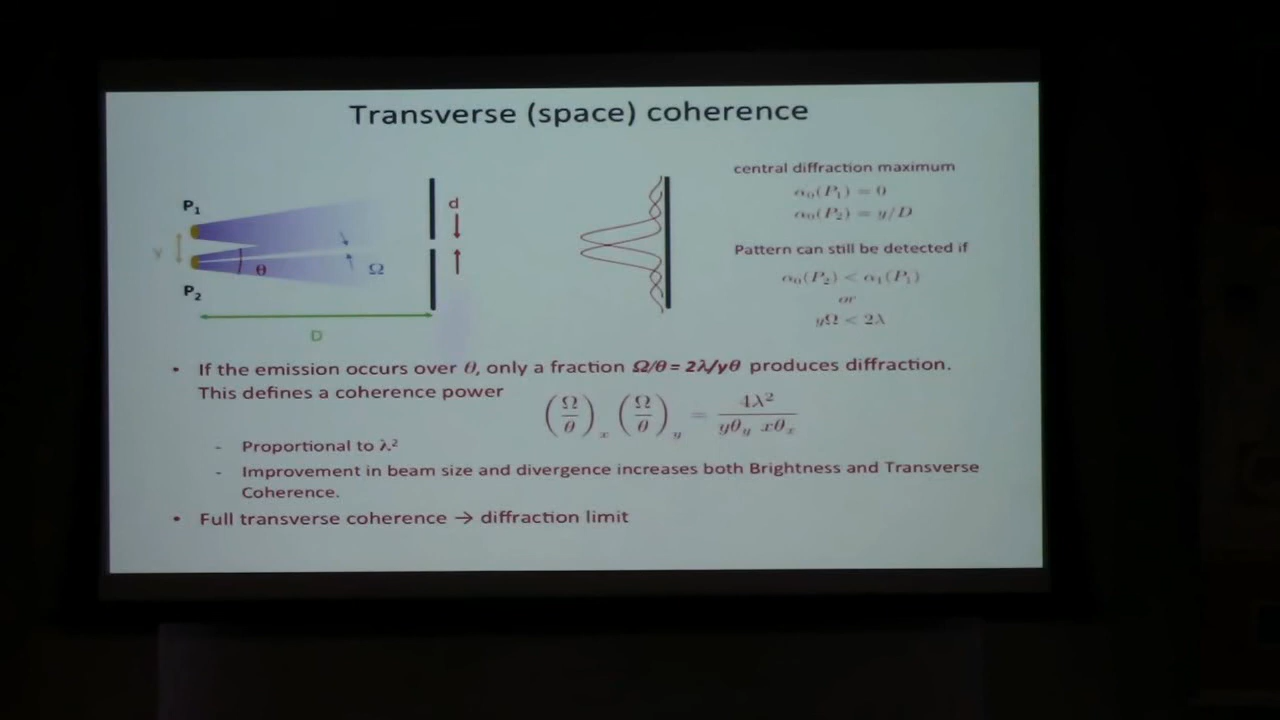 Transverse (space) coherence
P₁
y
P₂
θ
Ω
D
d
central diffraction maximum
α₀(P₁) = 0
α₀(P₂) = y/D
Pattern can still be detected if
α₀(P₂) < α₁(P₁)
or
yΩ < 2λ
• If the emission occurs over θ, only a fraction Ω/θ = 2λ/yθ produces diffraction.
This defines a coherence power
(Ω/θ)ₓ (Ω/θ)ᵧ = 4λ² / yθᵧ xθₓ
- Proportional to λ²
- Improvement in beam size and divergence increases both Brightness and Transverse
Coherence.
• Full transverse coherence → diffraction limit